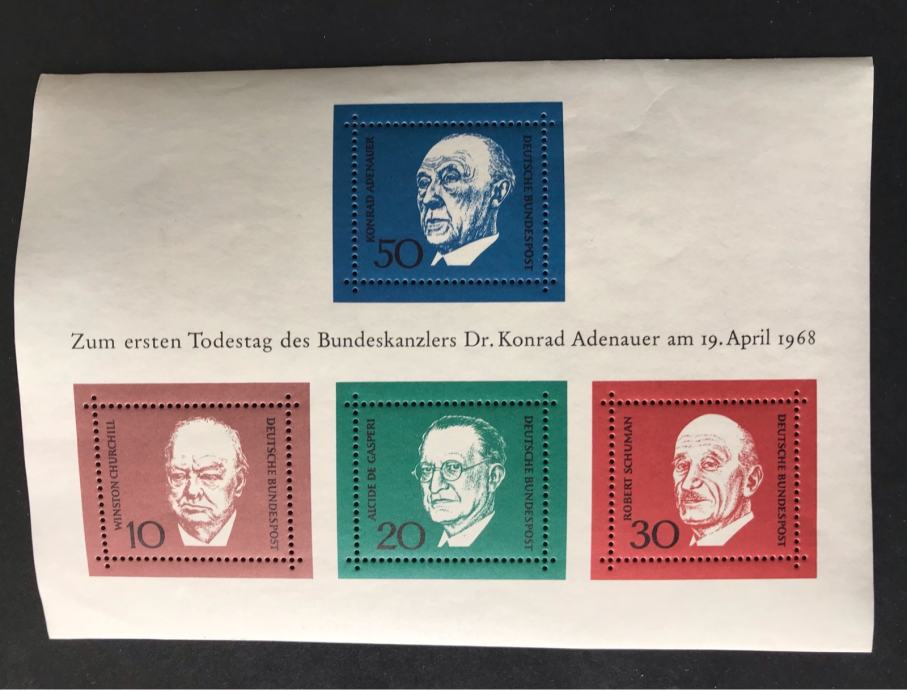 KONRAD ADENAUER
50
DEUTSCHE BUNDESPOST
Zum ersten Todestag des Bundeskanzlers Dr. Konrad Adenauer am 19. April 1968
WINSTON CHURCHILL
10
DEUTSCHE BUNDESPOST
ALCIDE DE GASPERI
20
DEUTSCHE BUNDESPOST
ROBERT SCHUMAN
30
DEUTSCHE BUNDESPOST